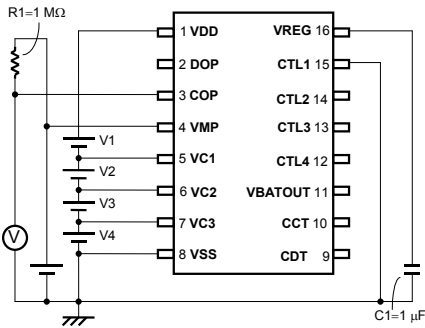 R1=1 MΩ
1 VDD
2 DOP
3 COP
4 VMP
5 VC1
6 VC2
7 VC3
8 VSS
VREG 16
CTL1 15
CTL2 14
CTL3 13
CTL4 12
VBATOUT 11
CCT 10
CDT 9
V1
V2
V3
V4
V
C1=1 μF